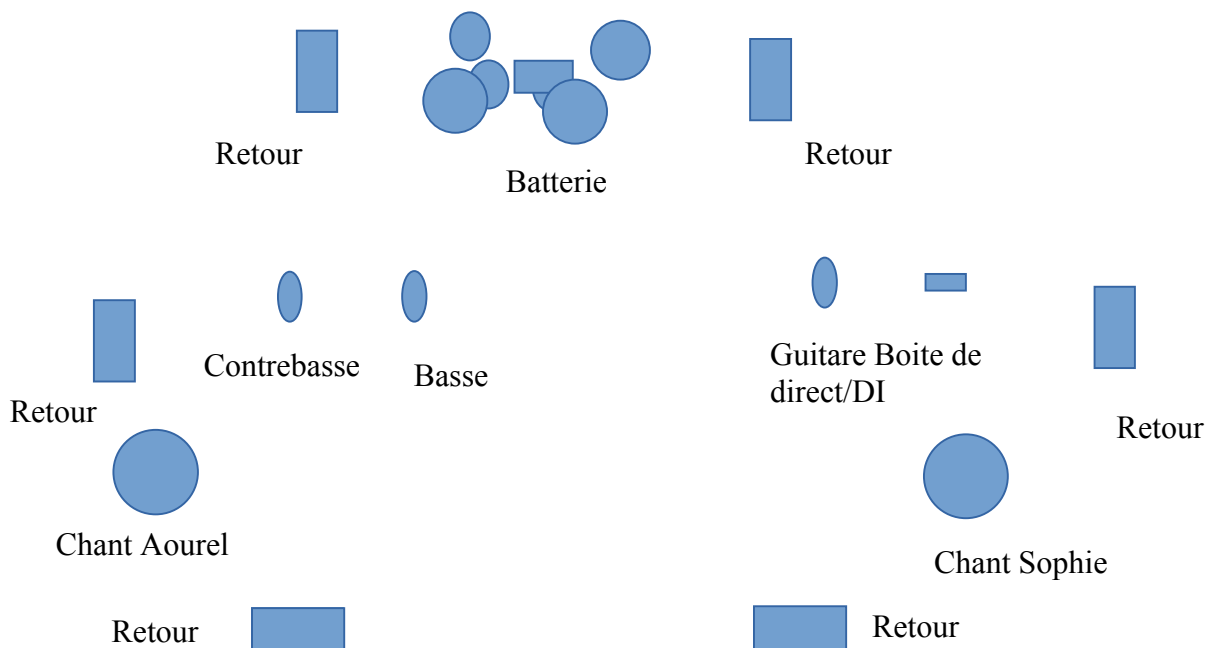 Retour
Retour
Batterie
Contrebasse
Basse
Guitare Boite de
direct/DI
Retour
Retour
Chant Aourel
Chant Sophie
Retour
Retour